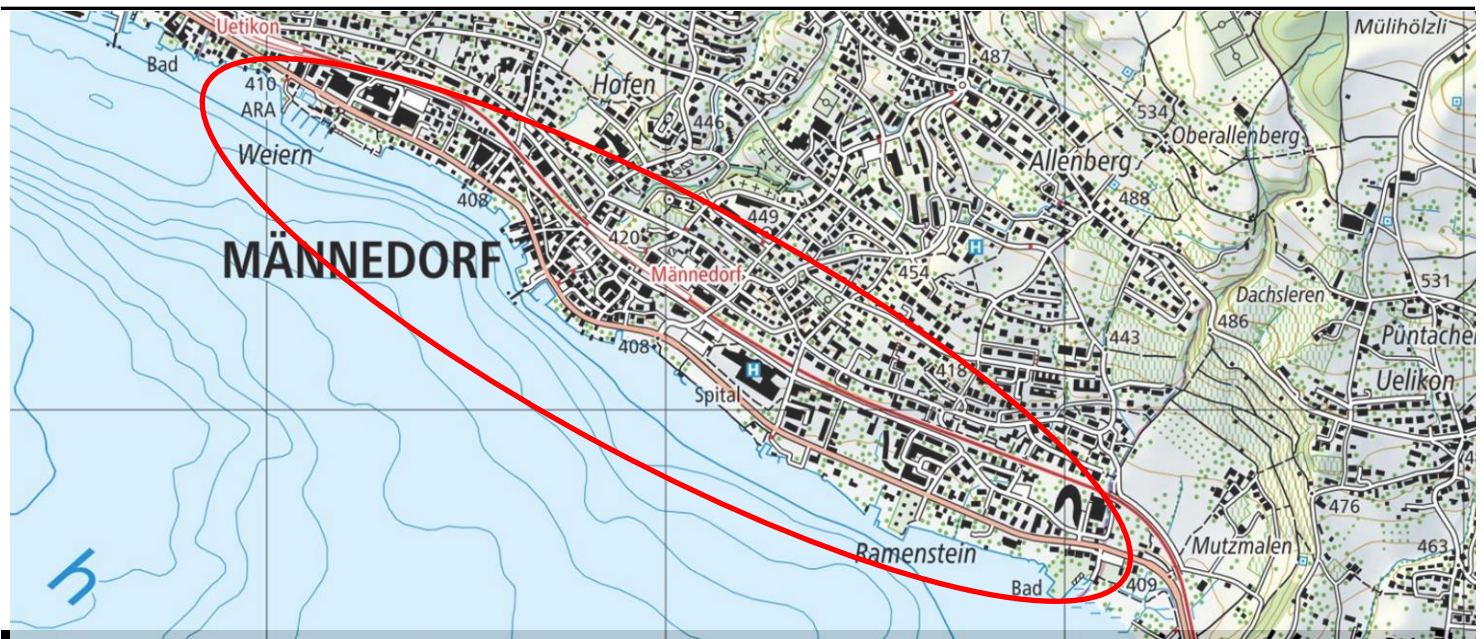 Uetikon
Mülihölzli
Bad
487
410
Hofen
ARA
534
446
Oberallenberg
Weiern
Allenberg
408
488
449
420
MÄNNEDORF
H
Männedorf
454
531
Dachsleren
486
443
Püntacher
408
H
418
Uelikon
Spital
476
Ramenstein
Mutzmalen
463
Bad
409
h